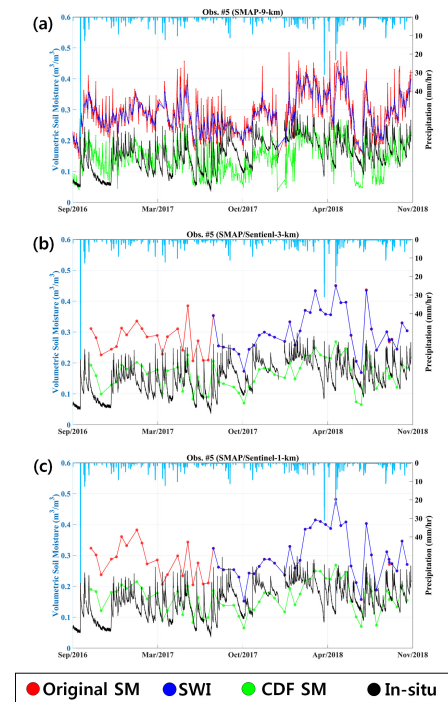 (a)
Obs. #5 (SMAP-9-km)
Volumetric Soil Moisture (m³/m³)
0.6
0.5
0.4
0.3
0.2
0.1
0
0
10
20
30
40
Precipitation (mm/hr)
Sep/2016 Mar/2017 Oct/2017 Apr/2018 Nov/2018
(b)
Obs. #5 (SMAP/Sentienl-3-km)
Volumetric Soil Moisture (m³/m³)
0.6
0.5
0.4
0.3
0.2
0.1
0
0
10
20
30
40
Precipitation (mm/hr)
Sep/2016 Mar/2017 Oct/2017 Apr/2018 Nov/2018
(c)
Obs. #5 (SMAP/Sentinel-1-km)
Volumetric Soil Moisture (m³/m³)
0.6
0.5
0.4
0.3
0.2
0.1
0
0
10
20
30
40
Precipitation (mm/hr)
Sep/2016 Mar/2017 Oct/2017 Apr/2018 Nov/2018
Original SM SWI CDF SM In-situ